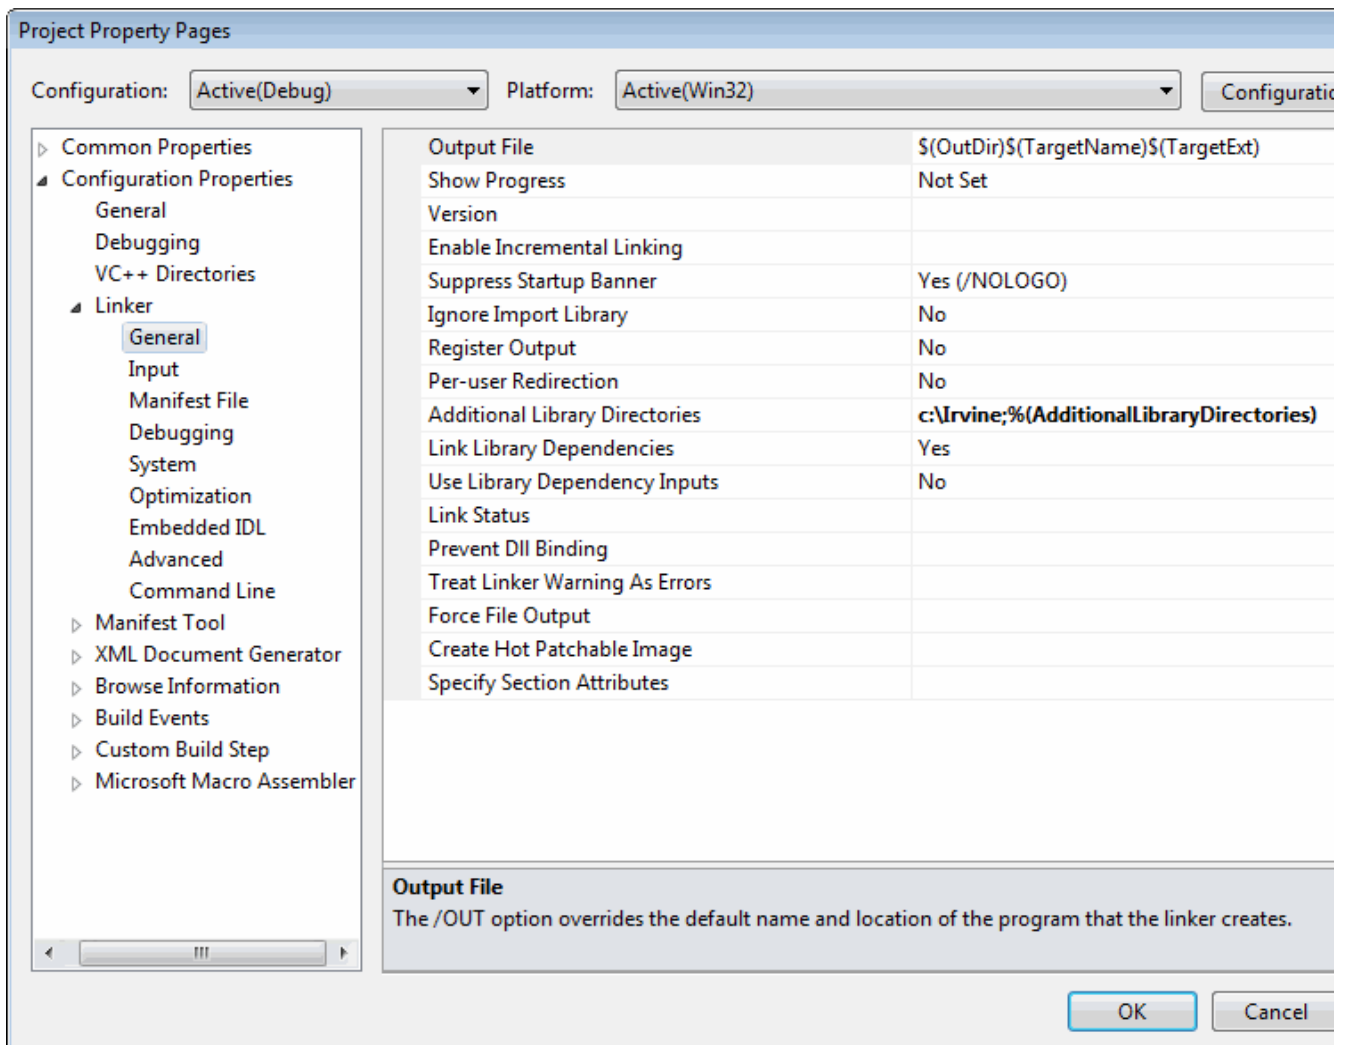 Project Property Pages
Configuration: Active(Debug) Platform: Active(Win32)
Common Properties
Configuration Properties
General
Debugging
VC++ Directories
Linker
General
Input
Manifest File
Debugging
System
Optimization
Embedded IDL
Advanced
Command Line
Manifest Tool
XML Document Generator
Browse Information
Build Events
Custom Build Step
Microsoft Macro Assembler
Output File $(OutDir)$(TargetName)$(TargetExt)
Show Progress Not Set
Version
Enable Incremental Linking
Suppress Startup Banner Yes (/NOLOGO)
Ignore Import Library No
Register Output No
Per-user Redirection No
Additional Library Directories c:\Irvine;%(AdditionalLibraryDirectories)
Link Library Dependencies Yes
Use Library Dependency Inputs No
Link Status
Prevent Dll Binding
Treat Linker Warning As Errors
Force File Output
Create Hot Patchable Image
Specify Section Attributes
Output File
The /OUT option overrides the default name and location of the program that the linker creates.
OK Cancel